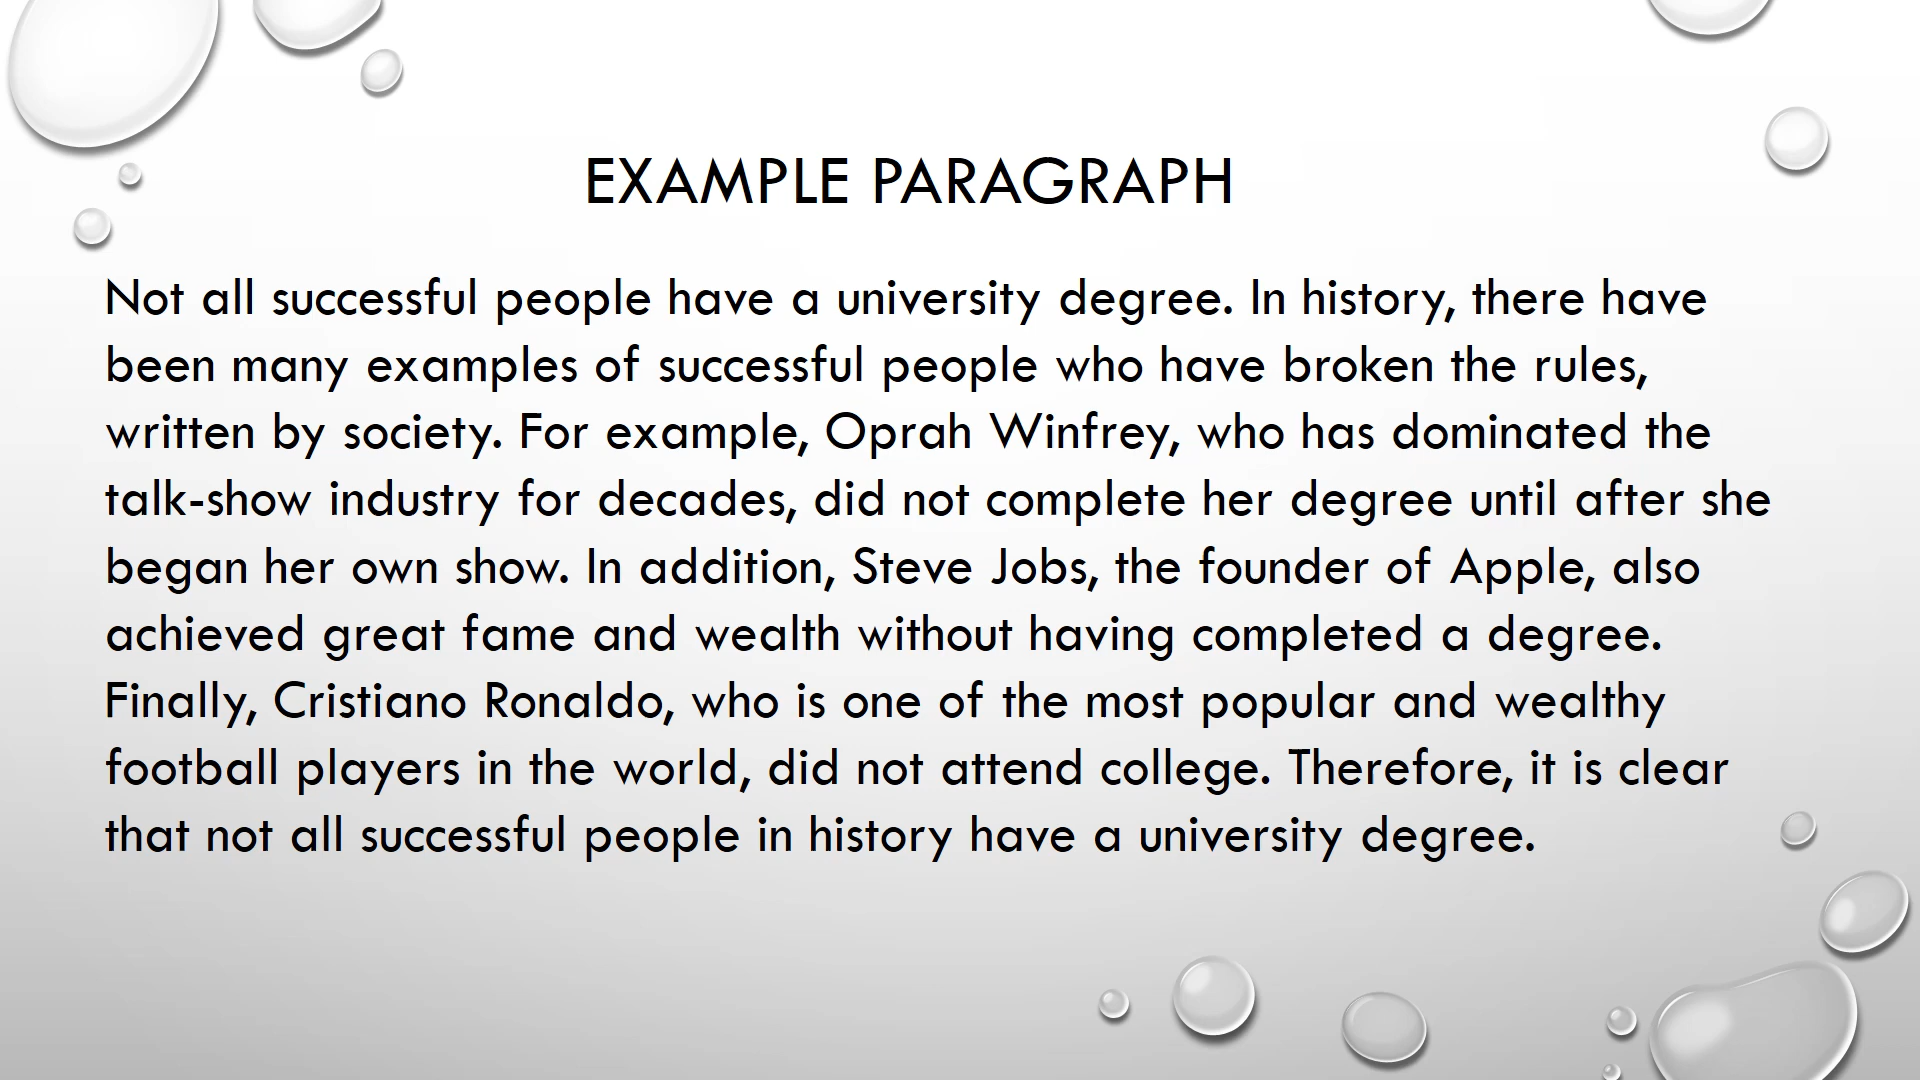 EXAMPLE PARAGRAPH
Not all successful people have a university degree. In history, there have
been many examples of successful people who have broken the rules,
written by society. For example, Oprah Winfrey, who has dominated the
talk-show industry for decades, did not complete her degree until after she
began her own show. In addition, Steve Jobs, the founder of Apple, also
achieved great fame and wealth without having completed a degree.
Finally, Cristiano Ronaldo, who is one of the most popular and wealthy
football players in the world, did not attend college. Therefore, it is clear
that not all successful people in history have a university degree.